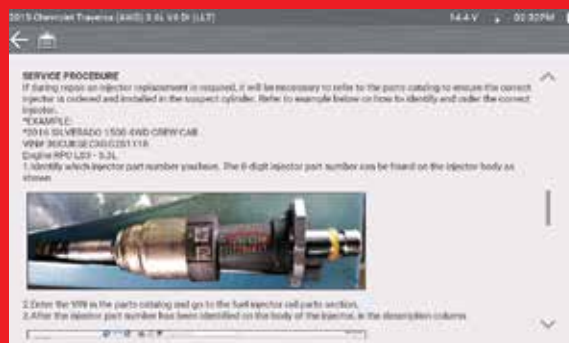 2015 Chevrolet Traverse (AWD) 3.6L V6 DI (LLT) 14.4 V 02:02PM
SERVICE PROCEDURE
If during repair an injector replacement is required, it will be necessary to refer to the parts catalog to ensure the correct
injector is ordered and installed in the suspect cylinder. Refer to example below on how to identify and order the correct
injector.
*EXAMPLE:
*2016 SILVERADO 1500 4WD CREW CAB
VIN#
Engine RPO L83 - 5.3L
1.Identify which injector part number you have. The 8-digit injector part number can be found on the injector body as
shown
2.Enter the VIN in the parts catalog and go to the fuel injector cell parts section.
3.After the injector part number has been identified on the body of the injector, in the description column